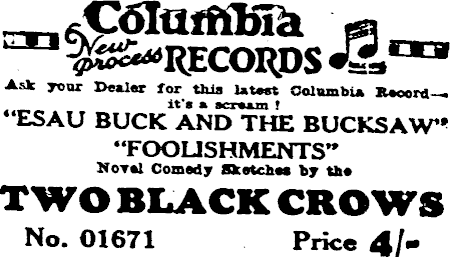 Columbia
New
Process RECORDS
Ask your Dealer for this latest Columbia Record—
it's a scream !
"ESAU BUCK AND THE BUCKSAW"
"FOOLISHMENTS"
Novel Comedy Sketches by the
TWO BLACK CROWS
No. 01671 Price 4/-